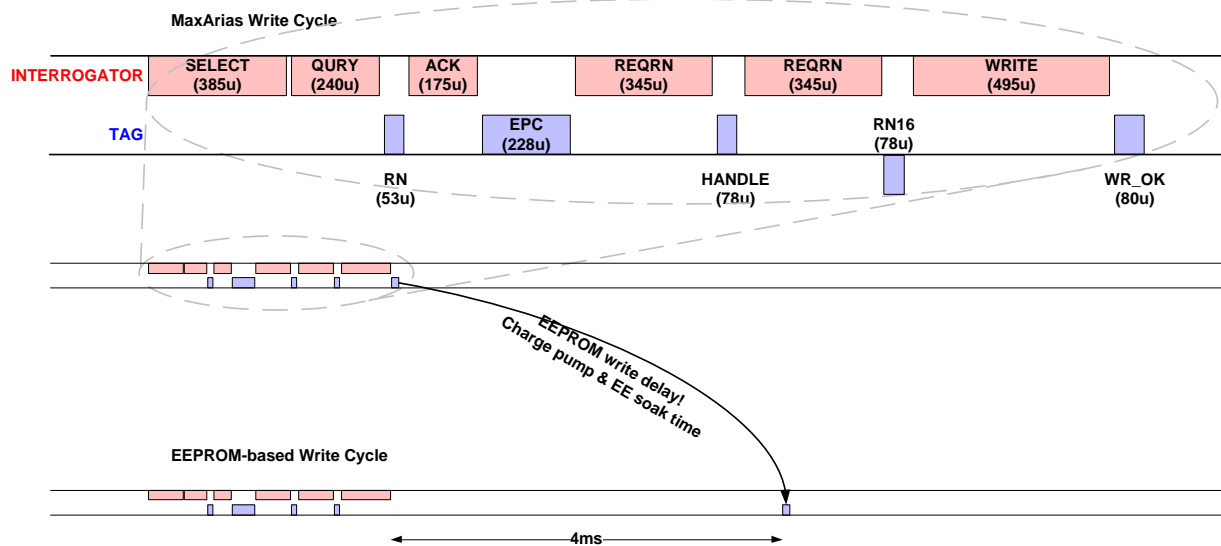 MaxArias Write Cycle
INTERROGATOR
SELECT
(385u)
QURY
(240u)
ACK
(175u)
REQRN
(345u)
REQRN
(345u)
WRITE
(495u)
TAG
EPC
(228u)
RN16
(78u)
RN
(53u)
HANDLE
(78u)
WR_OK
(80u)
EEPROM write delay!
Charge pump & EE soak time
EEPROM-based Write Cycle
4ms